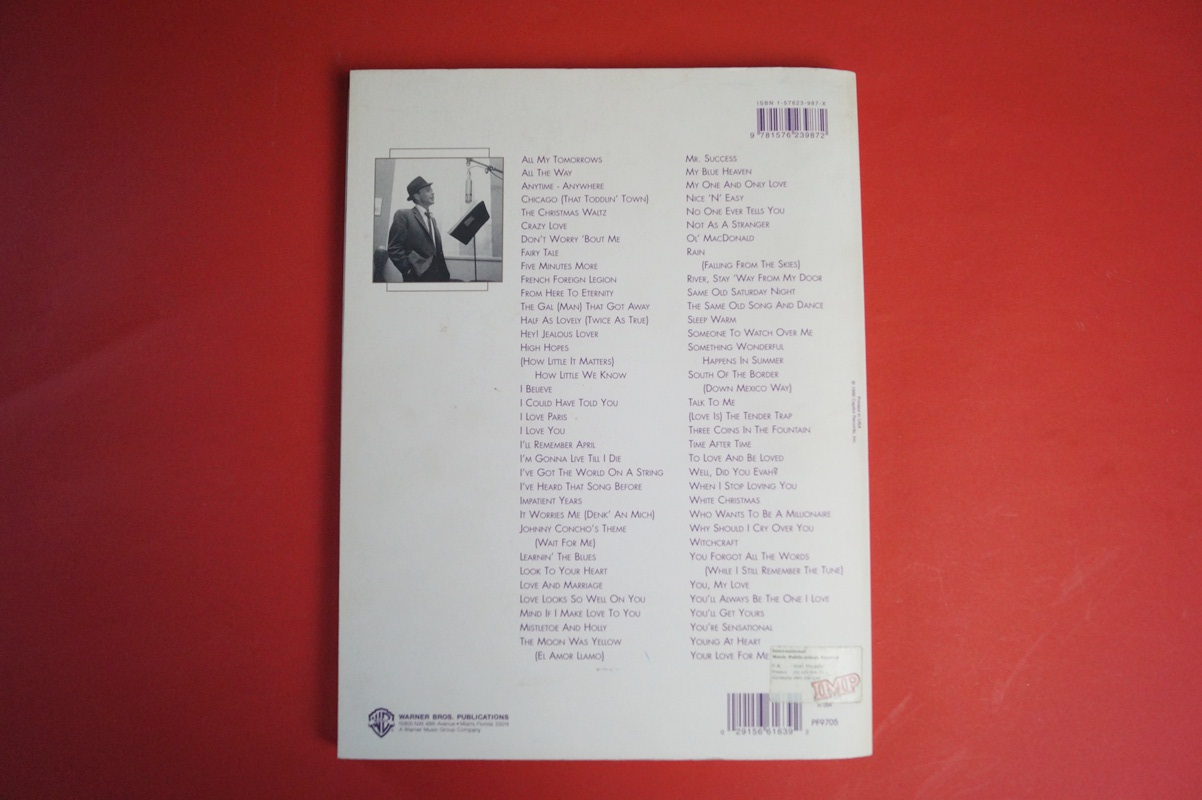 ISBN 1-57623-987-X
9 781576 239872
All My Tomorrows
All The Way
Anytime - Anywhere
Chicago (That Toddlin' Town)
The Christmas Waltz
Crazy Love
Don't Worry 'Bout Me
Fairy Tale
Five Minutes More
French Foreign Legion
From Here To Eternity
The Gal (Man) That Got Away
Half As Lovely (Twice As True)
Hey! Jealous Lover
High Hopes
(How Little It Matters)
How Little We Know
I Believe
I Could Have Told You
I Love Paris
I Love You
I'll Remember April
I'm Gonna Live Till I Die
I've Got The World On A String
I've Heard That Song Before
Impatient Years
It Worries Me (Denk' An Mich)
Johnny Concho's Theme
(Wait For Me)
Learnin' The Blues
Look To Your Heart
Love And Marriage
Love Looks So Well On You
Mind If I Make Love To You
Mistletoe And Holly
The Moon Was Yellow
(El Amor Llamo)
Mr. Success
My Blue Heaven
My One And Only Love
Nice 'N' Easy
No One Ever Tells You
Not As A Stranger
Ol' MacDonald
Rain
(Falling From The Skies)
River, Stay 'Way From My Door
Same Old Saturday Night
The Same Old Song And Dance
Sleep Warm
Someone To Watch Over Me
Something Wonderful
Happens In Summer
South Of The Border
(Down Mexico Way)
Talk To Me
(Love Is) The Tender Trap
Three Coins In The Fountain
Time After Time
To Love And Be Loved
Well, Did You Evah?
When I Stop Loving You
White Christmas
Who Wants To Be A Millionaire
Why Should I Cry Over You
Witchcraft
You Forgot All The Words
(While I Still Remember The Tune)
You, My Love
You'll Always Be The One I Love
You'll Get Yours
You're Sensational
Young At Heart
Your Love For Me
Printed in USA
Capitol Records, Inc.
International
Music Publications
IMP
WB
WARNER BROS. PUBLICATIONS
Avenue • Miami, Florida
A Warner Music Group Company
29156 61639
PF9705